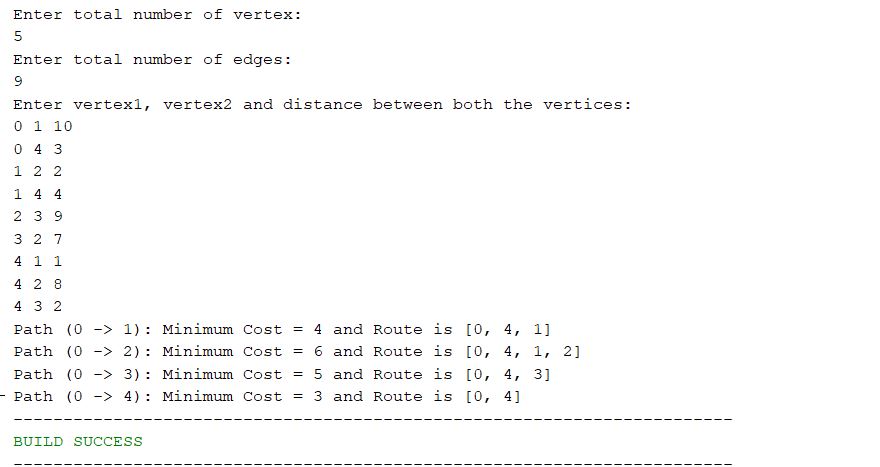 Enter total number of vertex:
5
Enter total number of edges:
9
Enter vertex1, vertex2 and distance between both the vertices:
0 1 10
0 4 3
1 2 2
1 4 4
2 3 9
3 2 7
4 1 1
4 2 8
4 3 2
Path (0 -> 1): Minimum Cost = 4 and Route is [0, 4, 1]
Path (0 -> 2): Minimum Cost = 6 and Route is [0, 4, 1, 2]
Path (0 -> 3): Minimum Cost = 5 and Route is [0, 4, 3]
Path (0 -> 4): Minimum Cost = 3 and Route is [0, 4]
------------------------------------------------------------------------
BUILD SUCCESS
------------------------------------------------------------------------